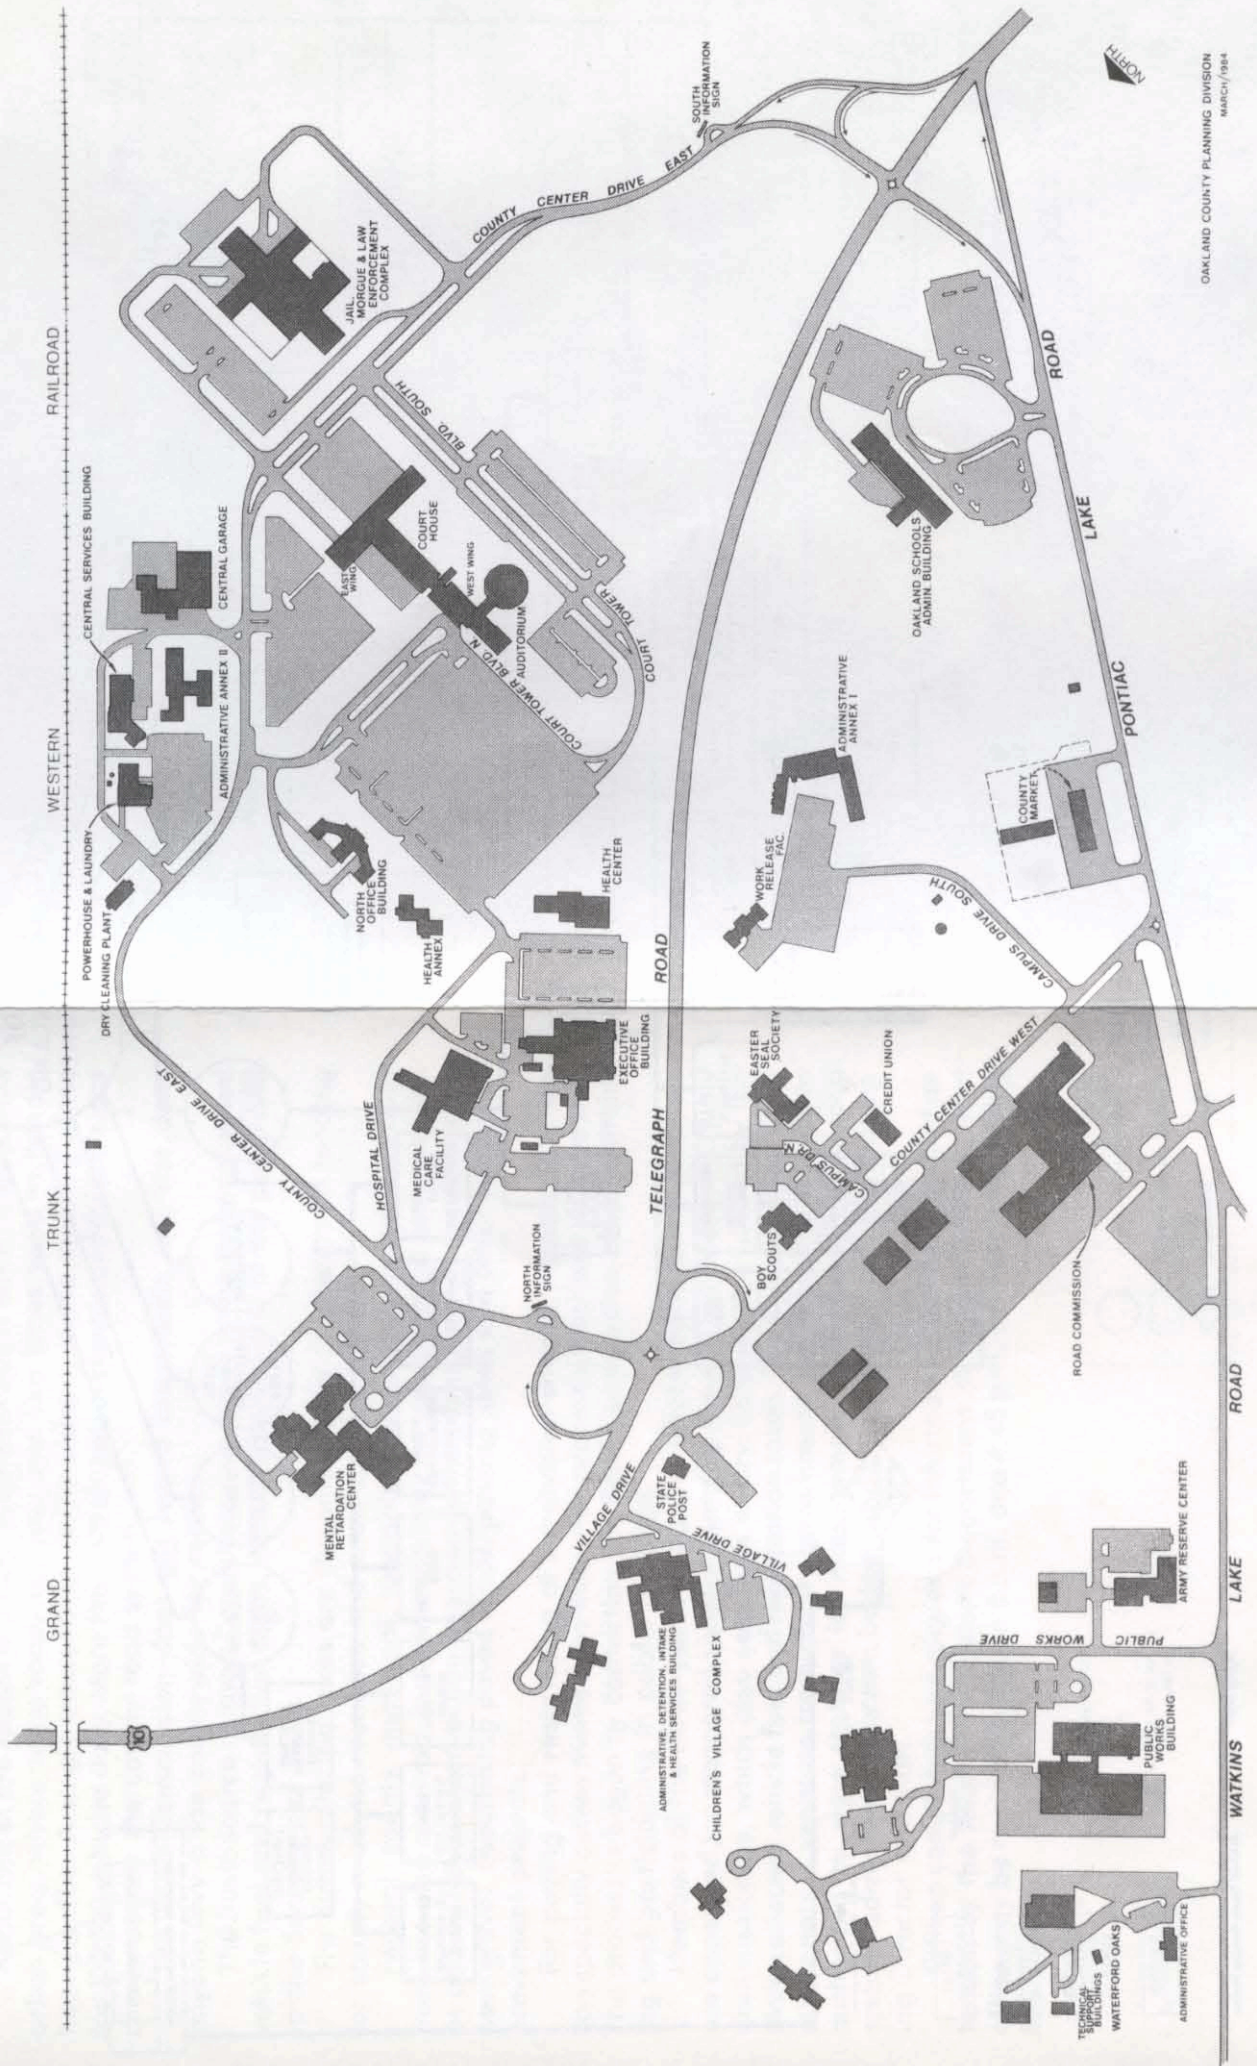 GRAND
TRUNK
WESTERN
RAILROAD
10
POWERHOUSE & LAUNDRY
DRY CLEANING PLANT
CENTRAL SERVICES BUILDING
ADMINISTRATIVE ANNEX II
CENTRAL GARAGE
JAIL,
MORGUE & LAW
ENFORCEMENT
COMPLEX
COUNTY CENTER DRIVE EAST
MENTAL
RETARDATION
CENTER
HOSPITAL DRIVE
MEDICAL
CARE
FACILITY
NORTH
OFFICE
BUILDING
HEALTH
ANNEX
EAST
WING
COURT
HOUSE
WEST WING
AUDITORIUM
COURT TOWER BLVD. N.
COURT TOWER BLVD. SOUTH
COUNTY CENTER DRIVE EAST
SOUTH
INFORMATION
SIGN
NORTH
INFORMATION
SIGN
EXECUTIVE
OFFICE
BUILDING
HEALTH
CENTER
TELEGRAPH ROAD
VILLAGE DRIVE
STATE
POLICE
POST
VILLAGE DRIVE
ADMINISTRATIVE, DETENTION, INTAKE
& HEALTH SERVICES BUILDING
CHILDREN'S VILLAGE COMPLEX
BOY
SCOUTS
CAMPUS DR. N.
EASTER
SEAL
SOCIETY
CREDIT UNION
COUNTY CENTER DRIVE WEST
WORK
RELEASE
FAC.
ADMINISTRATIVE
ANNEX I
CAMPUS DRIVE SOUTH
OAKLAND SCHOOLS
ADMIN. BUILDING
COUNTY
MARKET
PONTIAC LAKE ROAD
ROAD COMMISSION
PUBLIC WORKS DRIVE
ARMY RESERVE CENTER
PUBLIC
WORKS
BUILDING
TECHNICAL
SUPPORT
BUILDINGS
WATERFORD OAKS
ADMINISTRATIVE OFFICE
WATKINS LAKE ROAD
NORTH
OAKLAND COUNTY PLANNING DIVISION
MARCH/1984